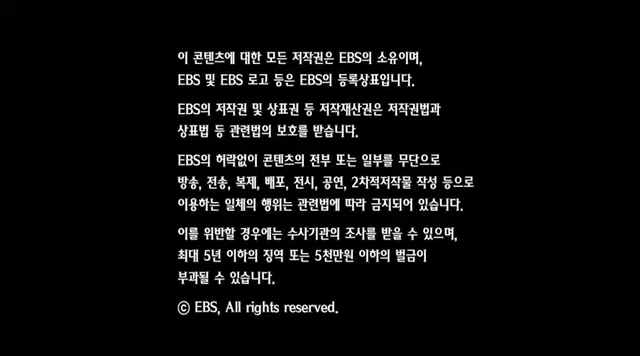 이 콘텐츠에 대한 모든 저작권은 EBS의 소유이며,
EBS 및 EBS 로고 등은 EBS의 등록상표입니다.
EBS의 저작권 및 상표권 등 저작재산권은 저작권법과
상표법 등 관련법의 보호를 받습니다.
EBS의 허락없이 콘텐츠의 전부 또는 일부를 무단으로
방송, 전송, 복제, 배포, 전시, 공연, 2차적저작물 작성 등으로
이용하는 일체의 행위는 관련법에 따라 금지되어 있습니다.
이를 위반할 경우에는 수사기관의 조사를 받을 수 있으며,
최대 5년 이하의 징역 또는 5천만원 이하의 벌금이
부과될 수 있습니다.
© EBS, All rights reserved.